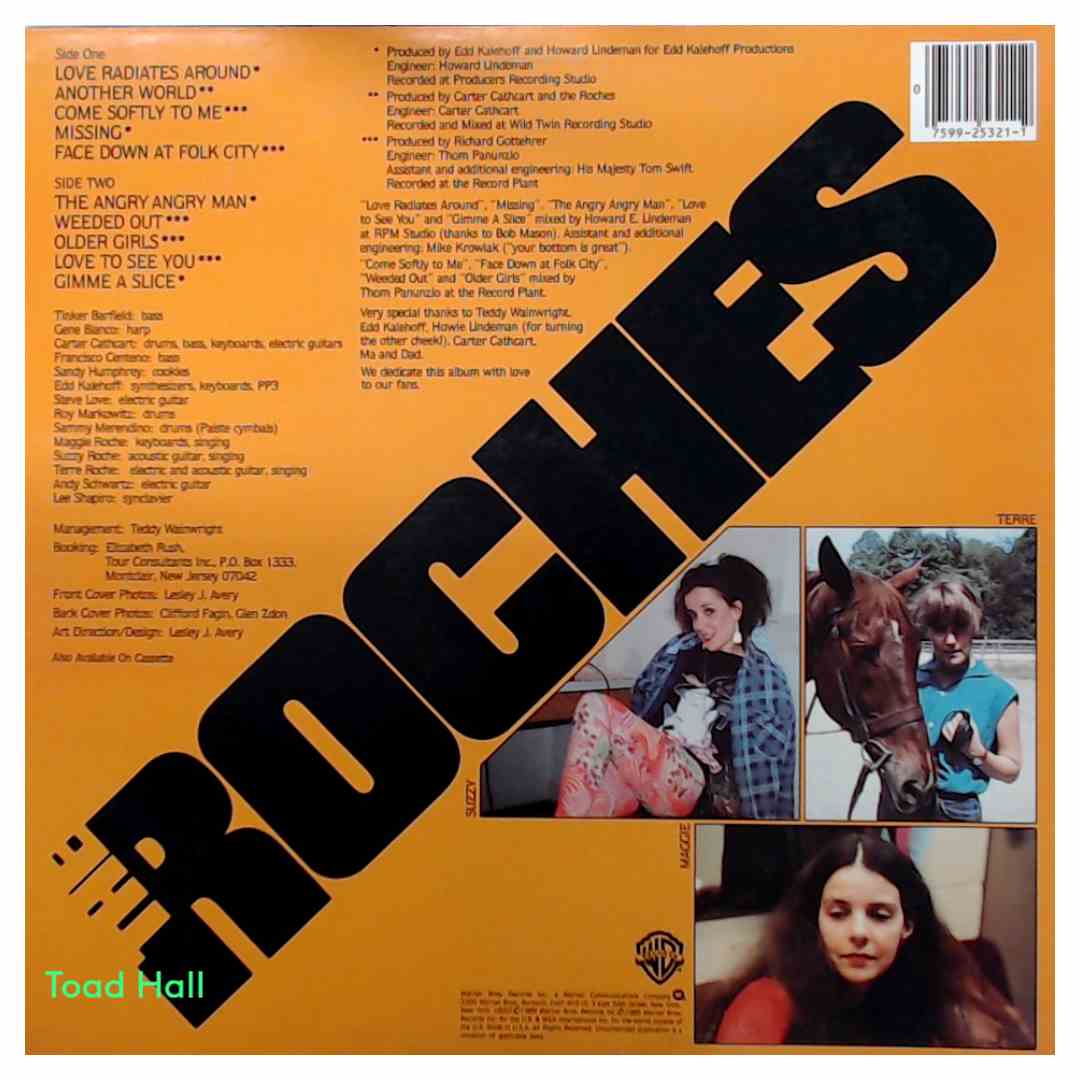 Side One
LOVE RADIATES AROUND*
ANOTHER WORLD**
COME SOFTLY TO ME***
MISSING*
FACE DOWN AT FOLK CITY***
SIDE TWO
THE ANGRY ANGRY MAN*
WEEDED OUT***
OLDER GIRLS***
LOVE TO SEE YOU***
GIMME A SLICE*
Tinker Barfield: bass
Gene Bianco: harp
Carter Cathcart: drums, bass, keyboards, electric guitars
Francisco Centeno: bass
Sandy Humphrey: cookies
Edd Kalehoff: synthesizers, keyboards, PP3
Steve Love: electric guitar
Roy Markowitz: drums
Sammy Merendino: drums (Paiste cymbals)
Maggie Roche: keyboards, singing
Suzzy Roche: acoustic guitar, singing
Terre Roche: electric and acoustic guitar, singing
Andy Schwartz: electric guitar
Lee Shapiro: synclavier
Management: Teddy Wainwright
Booking: Elizabeth Rush,
Tour Consultants Inc., P.O. Box 1333,
Montclair, New Jersey 07042
Front Cover Photos: Lesley J. Avery
Back Cover Photos: Clifford Fagin, Glen Zdon
Art Direction/Design: Lesley J. Avery
Also Available On Cassette
* Produced by Edd Kalehoff and Howard Lindeman for Edd Kalehoff Productions
Engineer: Howard Lindeman
Recorded at Producers Recording Studio
** Produced by Carter Cathcart and the Roches
Engineer: Carter Cathcart
Recorded and Mixed at Wild Twin Recording Studio
*** Produced by Richard Gottehrer
Engineer: Thom Panunzio
Assistant and additional engineering: His Majesty Tom Swift
Recorded at the Record Plant
"Love Radiates Around", "Missing", "The Angry Angry Man", "Love
to See You" and "Gimme A Slice" mixed by Howard E. Lindeman
at RPM Studio (thanks to Bob Mason). Assistant and additional
engineering: Mike Krowiak ("your bottom is great").
"Come Softly to Me", "Face Down at Folk City",
"Weeded Out" and "Older Girls" mixed by
Thom Panunzio at the Record Plant.
Very special thanks to Teddy Wainwright,
Edd Kalehoff, Howie Lindeman (for turning
the other cheek!), Carter Cathcart,
Ma and Dad.
We dedicate this album with love
to our fans.
0 7599-25321-1
THE ROCHES
TERRE
SUZZY
MAGGIE
Toad Hall
Warner Bros. Records Inc., a Warner Communications Company